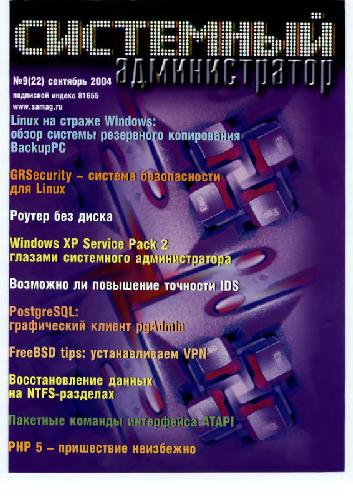 СИСТЕМНЫЙ
администратор
№9(22) сентябрь 2004
подписной индекс 81655
www.samag.ru
Linux на страже Windows:
обзор системы резервного копирования
BackupPC
GRSecurity – система безопасности
для Linux
Роутер без диска
Windows XP Service Pack 2
глазами системного администратора
Возможно ли повышение точности IDS
PostgreSQL:
графический клиент pgAdmin
FreeBSD tips: устанавливаем VPN
Восстановление данных
на NTFS-разделах
Пакетные команды интерфейса ATAPI
PHP 5 – пришествие неизбежно